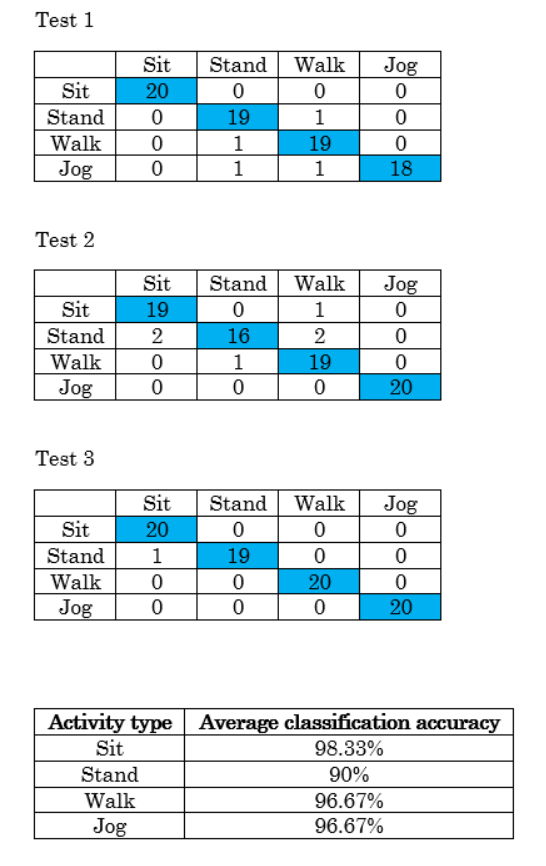 Test 1
Sit Stand Walk Jog
Sit 20 0 0 0
Stand 0 19 1 0
Walk 0 1 19 0
Jog 0 1 1 18
Test 2
Sit Stand Walk Jog
Sit 19 0 1 0
Stand 2 16 2 0
Walk 0 1 19 0
Jog 0 0 0 20
Test 3
Sit Stand Walk Jog
Sit 20 0 0 0
Stand 1 19 0 0
Walk 0 0 20 0
Jog 0 0 0 20
Activity type Average classification accuracy
Sit 98.33%
Stand 90%
Walk 96.67%
Jog 96.67%